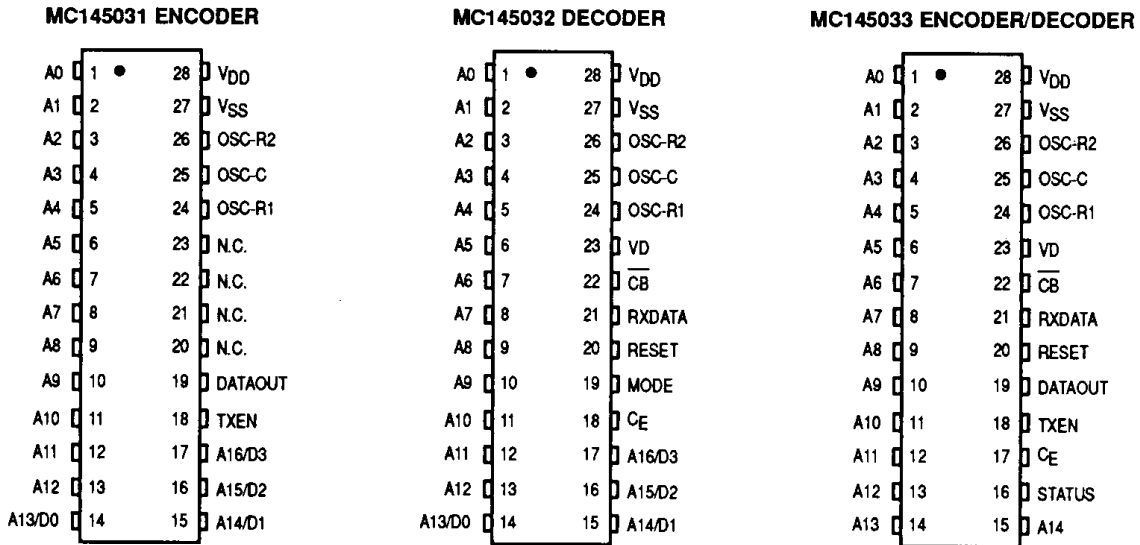 MC145031 ENCODER
A0 1 28 VDD
A1 2 27 VSS
A2 3 26 OSC-R2
A3 4 25 OSC-C
A4 5 24 OSC-R1
A5 6 23 N.C.
A6 7 22 N.C.
A7 8 21 N.C.
A8 9 20 N.C.
A9 10 19 DATAOUT
A10 11 18 TXEN
A11 12 17 A16/D3
A12 13 16 A15/D2
A13/D0 14 15 A14/D1
MC145032 DECODER
A0 1 28 VDD
A1 2 27 VSS
A2 3 26 OSC-R2
A3 4 25 OSC-C
A4 5 24 OSC-R1
A5 6 23 VD
A6 7 22 C̅B̅
A7 8 21 RXDATA
A8 9 20 RESET
A9 10 19 MODE
A10 11 18 CE
A11 12 17 A16/D3
A12 13 16 A15/D2
A13/D0 14 15 A14/D1
MC145033 ENCODER/DECODER
A0 1 28 VDD
A1 2 27 VSS
A2 3 26 OSC-R2
A3 4 25 OSC-C
A4 5 24 OSC-R1
A5 6 23 VD
A6 7 22 C̅B̅
A7 8 21 RXDATA
A8 9 20 RESET
A9 10 19 DATAOUT
A10 11 18 TXEN
A11 12 17 CE
A12 13 16 STATUS
A13 14 15 A14